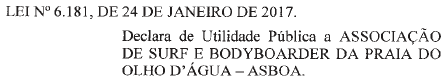 LEI Nº 6.181, DE 24 DE JANEIRO DE 2017.
Declara de Utilidade Pública a ASSOCIAÇÃO
DE SURF E BODYBOARDER DA PRAIA DO
OLHO D'ÁGUA – ASBOA.